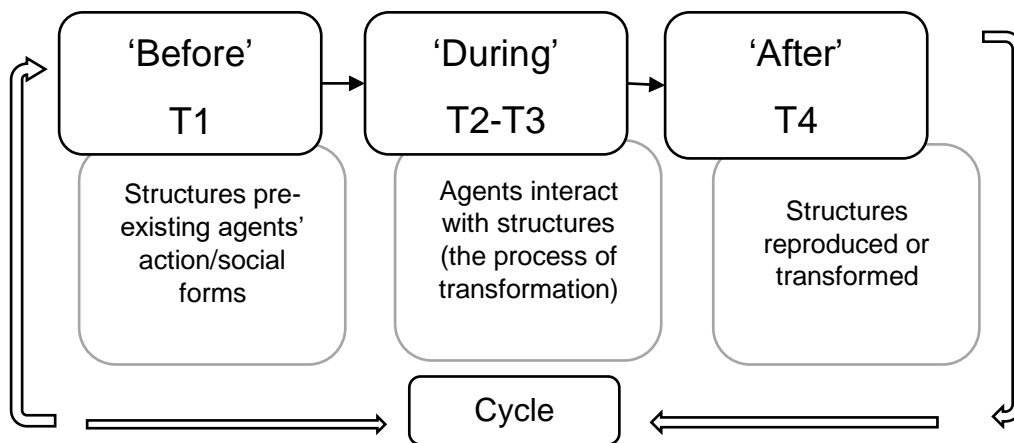 ‘Before’
T1
‘During’
T2-T3
‘After’
T4
Structures pre-
existing agents’
action/social
forms
Agents interact
with structures
(the process of
transformation)
Structures
reproduced or
transformed
Cycle